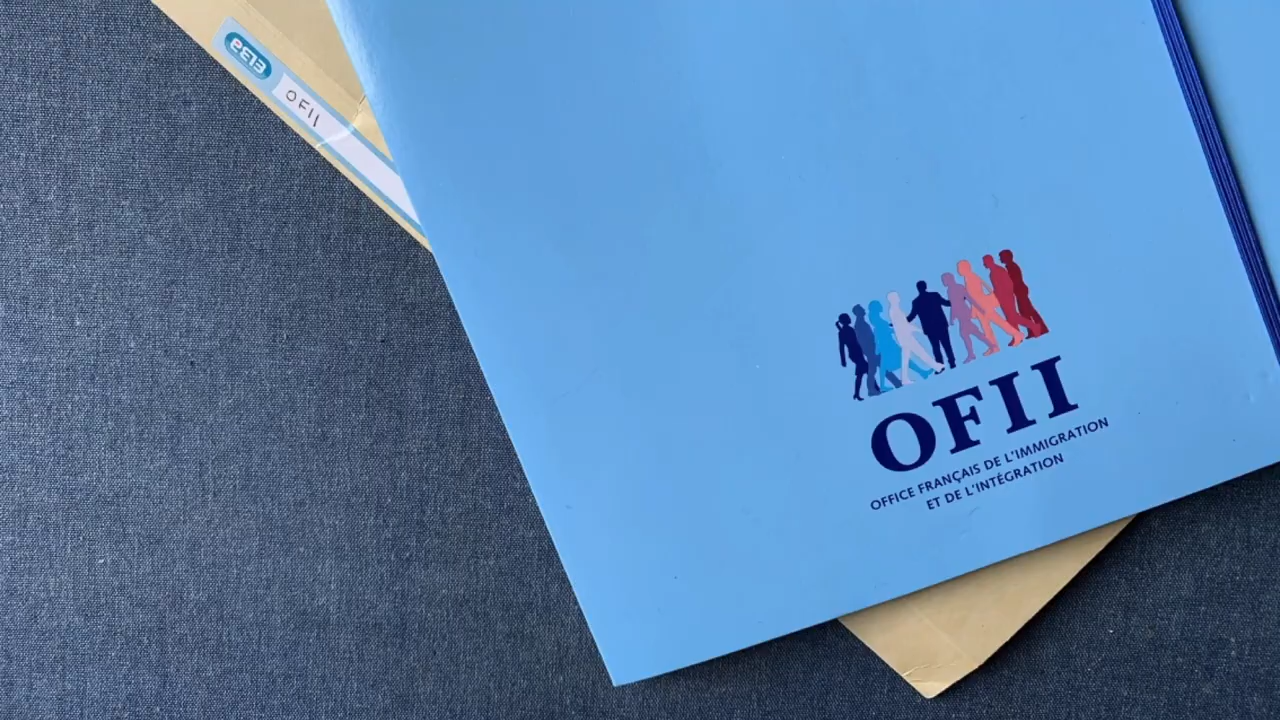 ELBA
OFII
OFII
OFFICE FRANÇAIS DE L'IMMIGRATION
ET DE L'INTÉGRATION